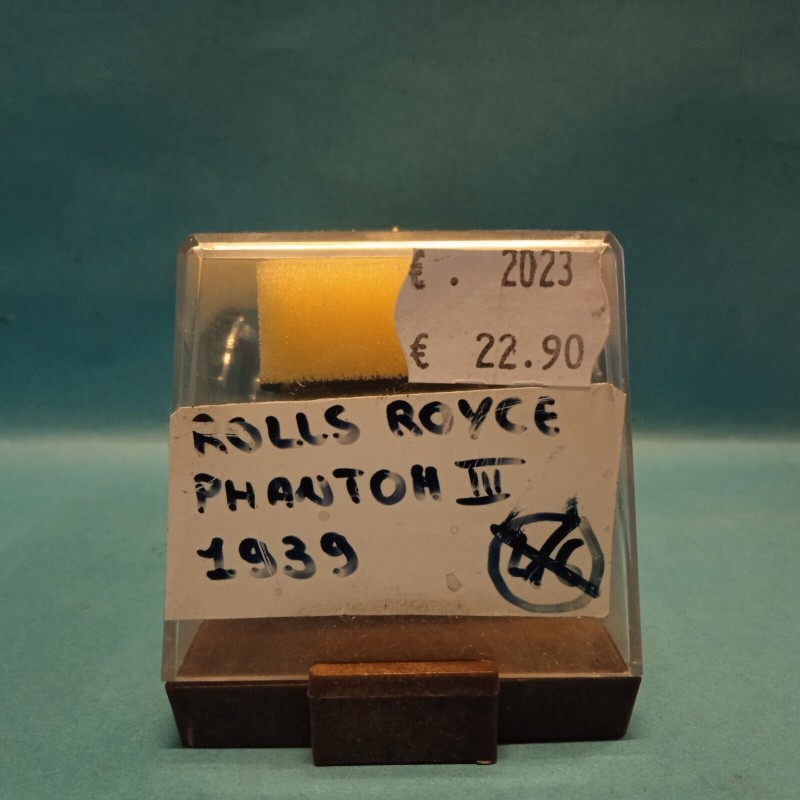 € . 2023
€ 22.90
ROLLS ROYCE
PHANTOM III
1939